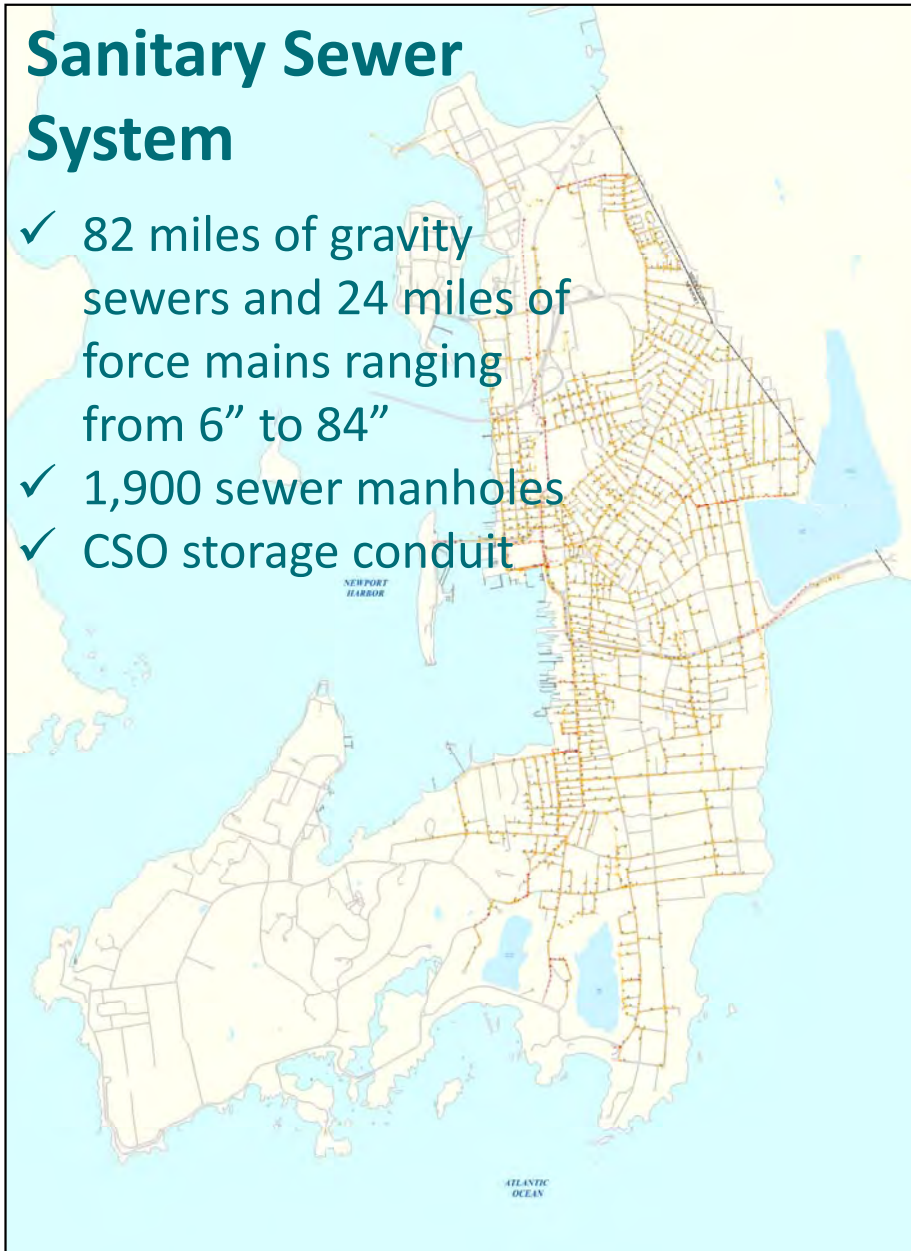 Sanitary Sewer
System
✓ 82 miles of gravity
sewers and 24 miles of
force mains ranging
from 6” to 84”
✓ 1,900 sewer manholes
✓ CSO storage conduit
NEWPORT
HARBOR
ATLANTIC
OCEAN